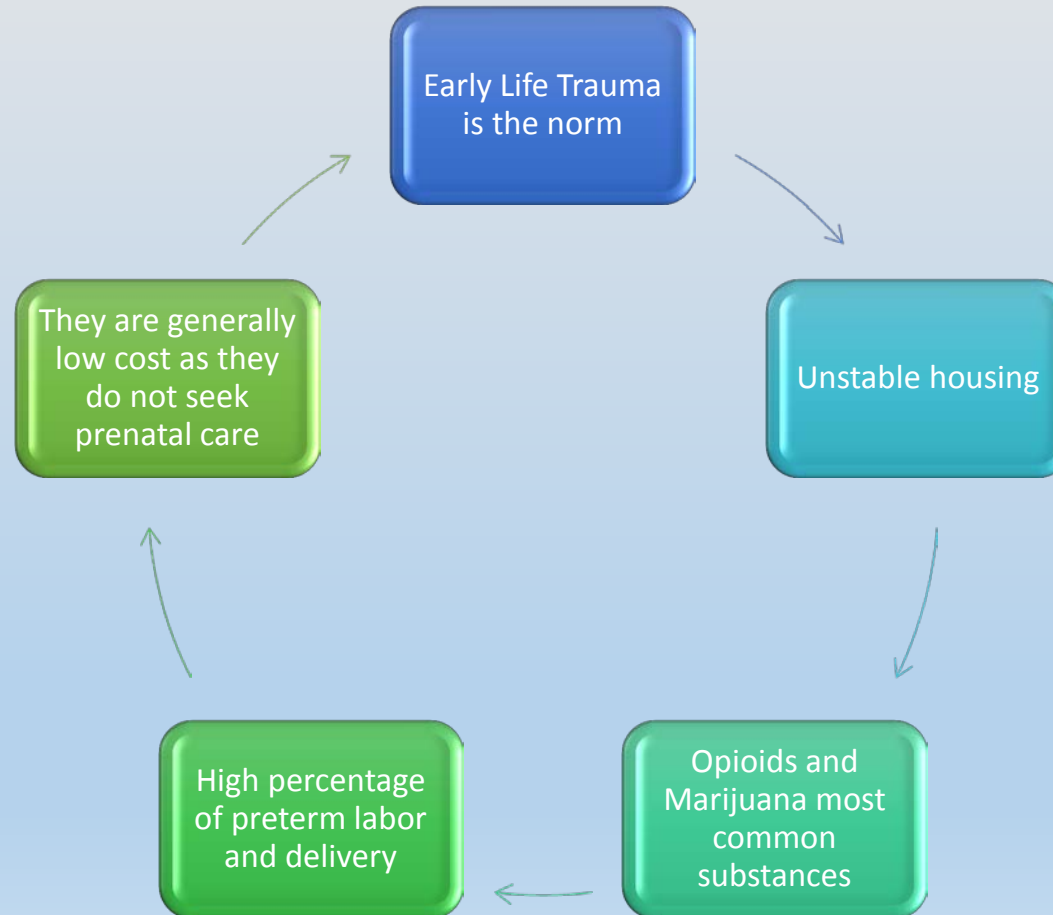 Early Life Trauma
is the norm
Unstable housing
Opioids and
Marijuana most
common
substances
High percentage
of preterm labor
and delivery
They are generally
low cost as they
do not seek
prenatal care